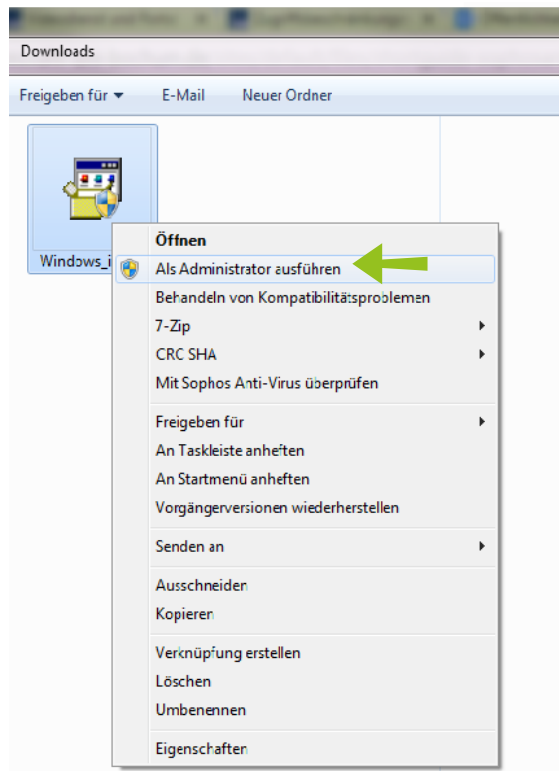 Downloads
Freigeben für E-Mail Neuer Ordner
Windows_i
Öffnen
Als Administrator ausführen
Behandeln von Kompatibilitätsproblemen
7-Zip
CRC SHA
Mit Sophos Anti-Virus überprüfen
Freigeben für
An Taskleiste anheften
An Startmenü anheften
Vorgängerversionen wiederherstellen
Senden an
Ausschneiden
Kopieren
Verknüpfung erstellen
Löschen
Umbenennen
Eigenschaften